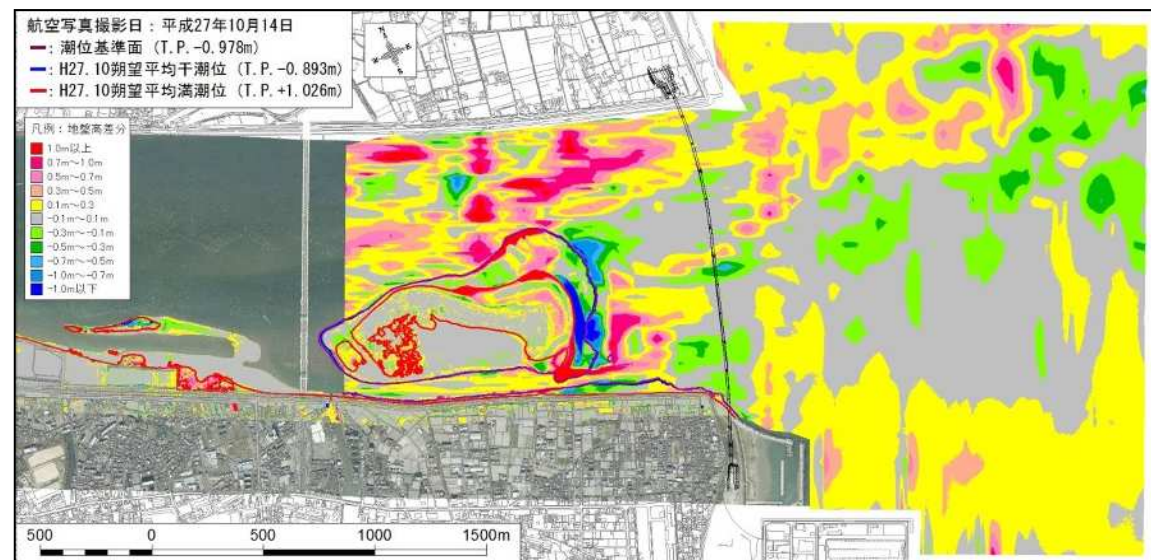 航空写真撮影日:平成27年10月14日
━:潮位基準面 (T.P.-0.978m)
━:H27.10朔望平均干潮位 (T.P.-0.893m)
━:H27.10朔望平均満潮位 (T.P.+1.026m)
凡例:地盤高差分
1.0m以上
0.7m～1.0m
0.5m～0.7m
0.3m～0.5m
0.1m～0.3
-0.1m～0.1m
-0.3m～-0.1m
-0.5m～-0.3m
-0.7m～-0.5m
-1.0m～-0.7m
-1.0m以下
500 0 500 1000 1500m